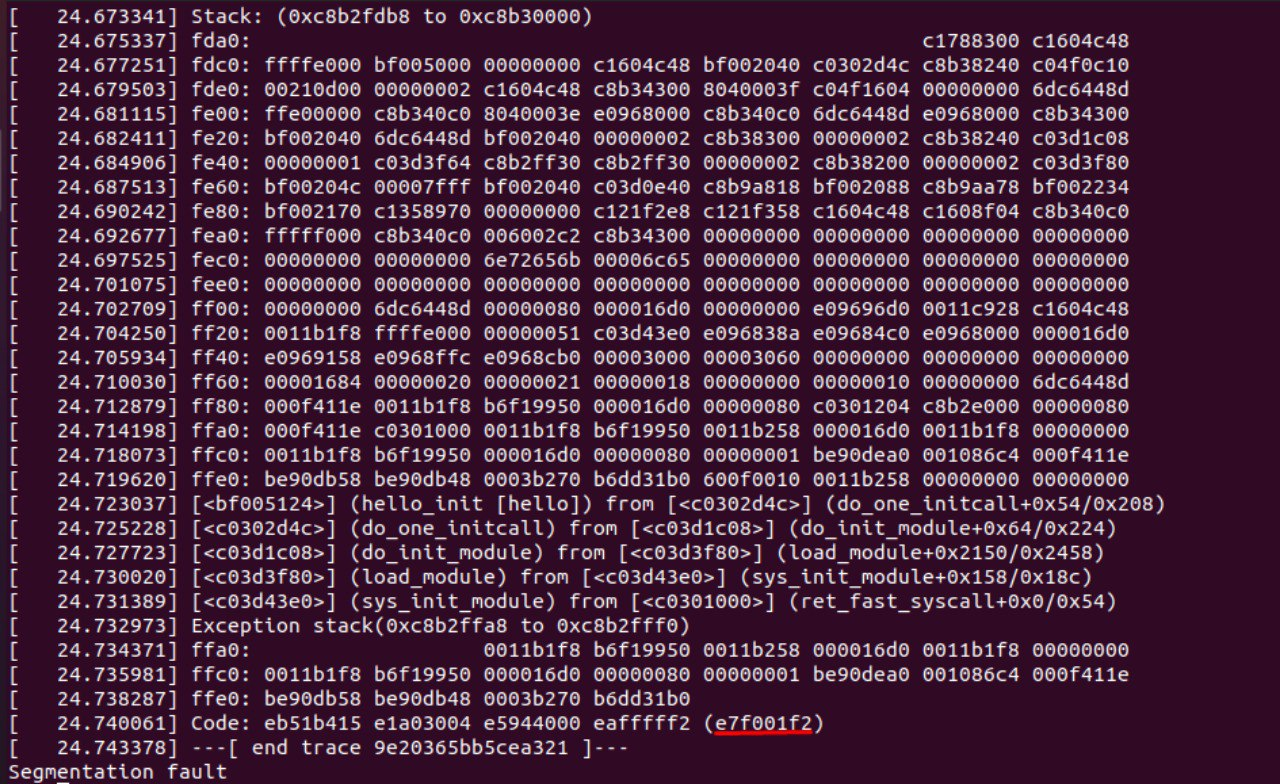 [   24.673341] Stack: (0xc8b2fdb8 to 0xc8b30000)
[   24.675337] fda0:                                                       c1788300 c1604c48
[   24.677251] fdc0: ffffe000 bf005000 00000000 c1604c48 bf002040 c0302d4c c8b38240 c04f0c10
[   24.679503] fde0: 00210d00 00000002 c1604c48 c8b34300 8040003f c04f1604 00000000 6dc6448d
[   24.681115] fe00: ffe00000 c8b340c0 8040003e e0968000 c8b340c0 6dc6448d e0968000 c8b34300
[   24.682411] fe20: bf002040 6dc6448d bf002040 00000002 c8b38300 00000002 c8b38240 c03d1c08
[   24.684906] fe40: 00000001 c03d3f64 c8b2ff30 c8b2ff30 00000002 c8b38200 00000002 c03d3f80
[   24.687513] fe60: bf00204c 00007fff bf002040 c03d0e40 c8b9a818 bf002088 c8b9aa78 bf002234
[   24.690242] fe80: bf002170 c1358970 00000000 c121f2e8 c121f358 c1604c48 c1608f04 c8b340c0
[   24.692677] fea0: fffff000 c8b340c0 006002c2 c8b34300 00000000 00000000 00000000 00000000
[   24.697525] fec0: 00000000 00000000 6e72656b 00006c65 00000000 00000000 00000000 00000000
[   24.701075] fee0: 00000000 00000000 00000000 00000000 00000000 00000000 00000000 00000000
[   24.702709] ff00: 00000000 6dc6448d 00000080 000016d0 00000000 e09696d0 0011c928 c1604c48
[   24.704250] ff20: 0011b1f8 ffffe000 00000051 c03d43e0 e096838a e09684c0 e0968000 000016d0
[   24.705934] ff40: e0969158 e0968ffc e0968cb0 00003000 00003060 00000000 00000000 00000000
[   24.710030] ff60: 00001684 00000020 00000021 00000018 00000000 00000010 00000000 6dc6448d
[   24.712879] ff80: 000f411e 0011b1f8 b6f19950 000016d0 00000080 c0301204 c8b2e000 00000080
[   24.714198] ffa0: 000f411e c0301000 0011b1f8 b6f19950 0011b258 000016d0 0011b1f8 00000000
[   24.718073] ffc0: 0011b1f8 b6f19950 000016d0 00000080 00000001 be90dea0 001086c4 000f411e
[   24.719620] ffe0: be90db58 be90db48 0003b270 b6dd31b0 600f0010 0011b258 00000000 00000000
[   24.723037] [<bf005124>] (hello_init [hello]) from [<c0302d4c>] (do_one_initcall+0x54/0x208)
[   24.725228] [<c0302d4c>] (do_one_initcall) from [<c03d1c08>] (do_init_module+0x64/0x224)
[   24.727723] [<c03d1c08>] (do_init_module) from [<c03d3f80>] (load_module+0x2150/0x2458)
[   24.730020] [<c03d3f80>] (load_module) from [<c03d43e0>] (sys_init_module+0x158/0x18c)
[   24.731389] [<c03d43e0>] (sys_init_module) from [<c0301000>] (ret_fast_syscall+0x0/0x54)
[   24.732973] Exception stack(0xc8b2ffa8 to 0xc8b2fff0)
[   24.734371] ffa0:                   0011b1f8 b6f19950 0011b258 000016d0 0011b1f8 00000000
[   24.735981] ffc0: 0011b1f8 b6f19950 000016d0 00000080 00000001 be90dea0 001086c4 000f411e
[   24.738287] ffe0: be90db58 be90db48 0003b270 b6dd31b0
[   24.740061] Code: eb51b415 e1a03004 e5944000 eafffff2 (e7f001f2)
[   24.743378] ---[ end trace 9e20365bb5cea321 ]---
Segmentation fault